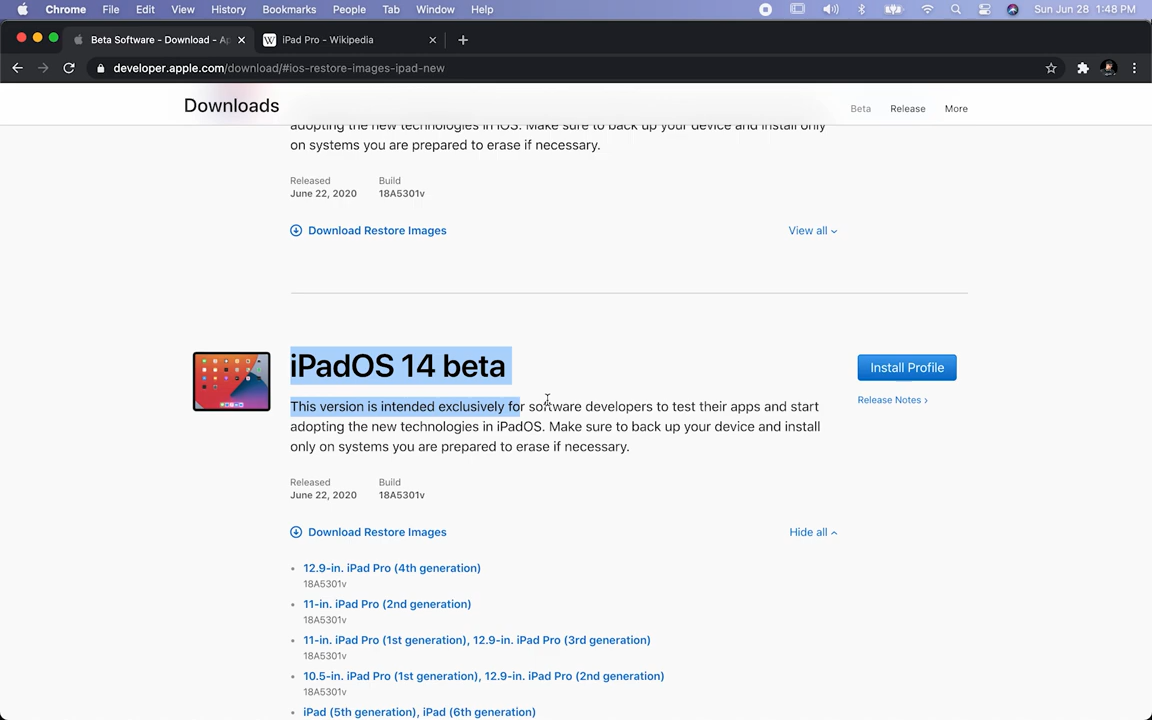 Chrome File Edit View History Bookmarks People Tab Window Help Sun Jun 28 1:48 PM
Beta Software - Download - Ap iPad Pro - Wikipedia
developer.apple.com/download/#ios-restore-images-ipad-new
Downloads Beta Release More
adopting the new technologies in iOS. Make sure to back up your device and install only
on systems you are prepared to erase if necessary.
Released Build
June 22, 2020 18A5301v
Download Restore Images View all
iPadOS 14 beta Install Profile
This version is intended exclusively for software developers to test their apps and start
Release Notes ›
adopting the new technologies in iPadOS. Make sure to back up your device and install
only on systems you are prepared to erase if necessary.
Released Build
June 22, 2020 18A5301v
Download Restore Images Hide all
12.9-in. iPad Pro (4th generation)
18A5301v
11-in. iPad Pro (2nd generation)
18A5301v
11-in. iPad Pro (1st generation), 12.9-in. iPad Pro (3rd generation)
18A5301v
10.5-in. iPad Pro (1st generation), 12.9-in. iPad Pro (2nd generation)
18A5301v
iPad (5th generation), iPad (6th generation)